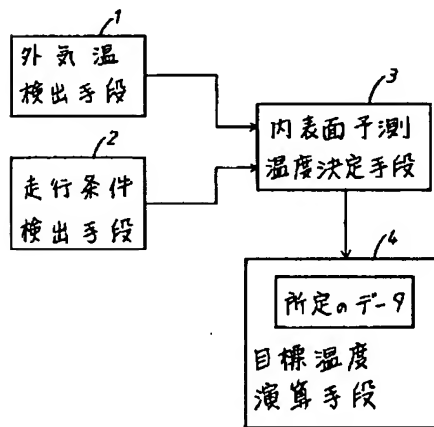 1
外気温
検出手段
2
走行条件
検出手段
3
内表面予測
温度決定手段
4
所定のデータ
目標温度
演算手段